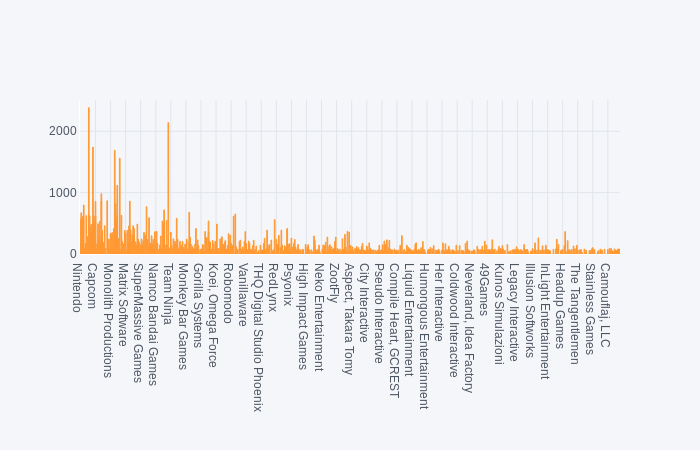 2000
1000
0
Nintendo
Capcom
Monolith Productions
Matrix Software
SuperMassive Games
Namco Bandai Games
Team Ninja
Monkey Bar Games
Gorilla Systems
Koei, Omega Force
Robomodo
Vanillaware
THQ Digital Studio Phoenix
RedLynx
Psyonix
High Impact Games
Neko Entertainment
ZootFly
Aspect, Takara Tomy
City Interactive
Pseudo Interactive
Compile Heart, GCREST
Liquid Entertainment
Humongous Entertainment
Her Interactive
Coldwood Interactive
Neverland, Idea Factory
49Games
Kunos Simulazioni
Legacy Interactive
Illusion Softworks
InLight Entertainment
Headup Games
The Tangentlemen
Stainless Games
Camouflaj, LLC